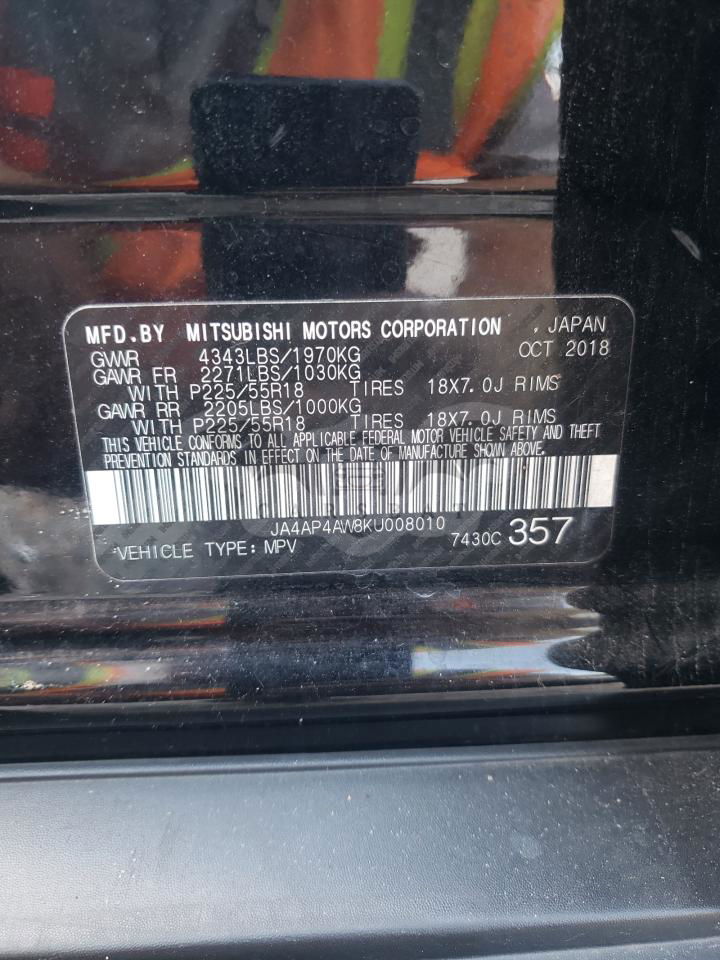 MFD.BY MITSUBISHI MOTORS CORPORATION , JAPAN
GVWR 4343LBS/1970KG OCT 2018
GAWR FR 2271LBS/1030KG
WITH P225/55R18 TIRES 18X7.0J RIMS
GAWR RR 2205LBS/1000KG
WITH P225/55R18 TIRES 18X7.0J RIMS
THIS VEHICLE CONFORMS TO ALL APPLICABLE FEDERAL MOTOR VEHICLE SAFETY AND THEFT
PREVENTION STANDARDS IN EFFECT ON THE DATE OF MANUFACTURE SHOWN ABOVE.
JA4AP4AW8KU008010
VEHICLE TYPE: MPV 7430C 357